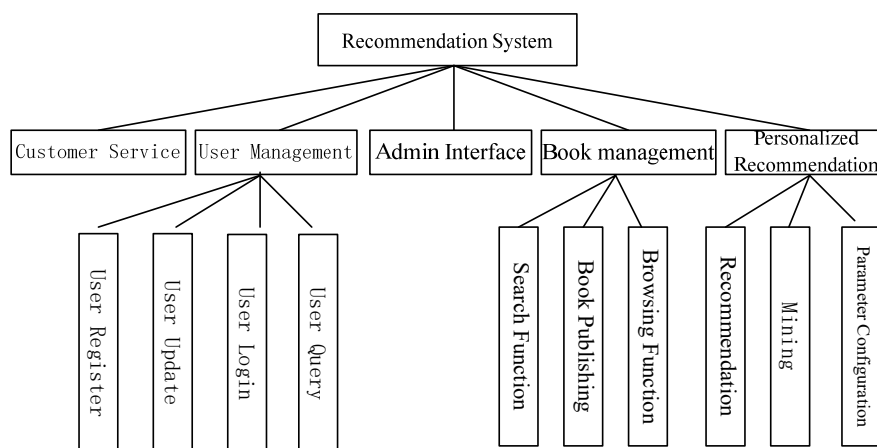 Recommendation System
Customer Service
User Management
Admin Interface
Book management
Personalized
Recommendation
User Register
User Update
User Login
User Query
Search Function
Book Publishing
Browsing Function
Recommendation
Mining
Parameter Configuration